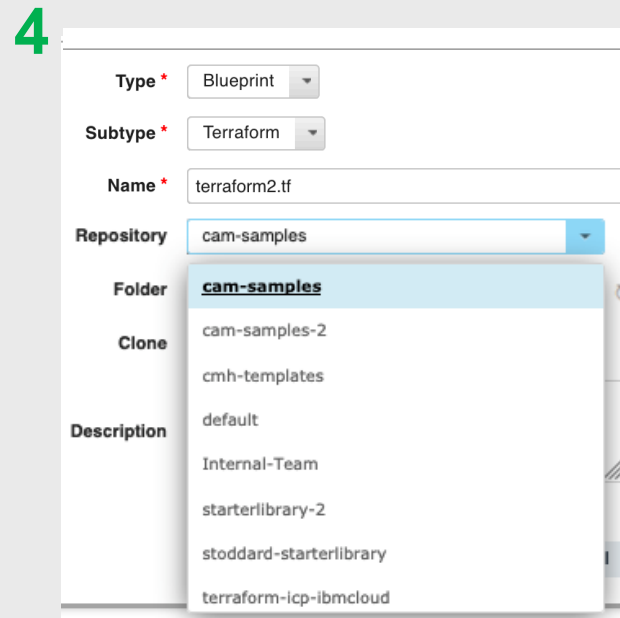 4
Type * Blueprint
Subtype * Terraform
Name * terraform2.tf
Repository cam-samples
Folder cam-samples
cam-samples-2
Clone
cmh-templates
default
Description
Internal-Team
starterlibrary-2
stoddard-starterlibrary
terraform-icp-ibmcloud